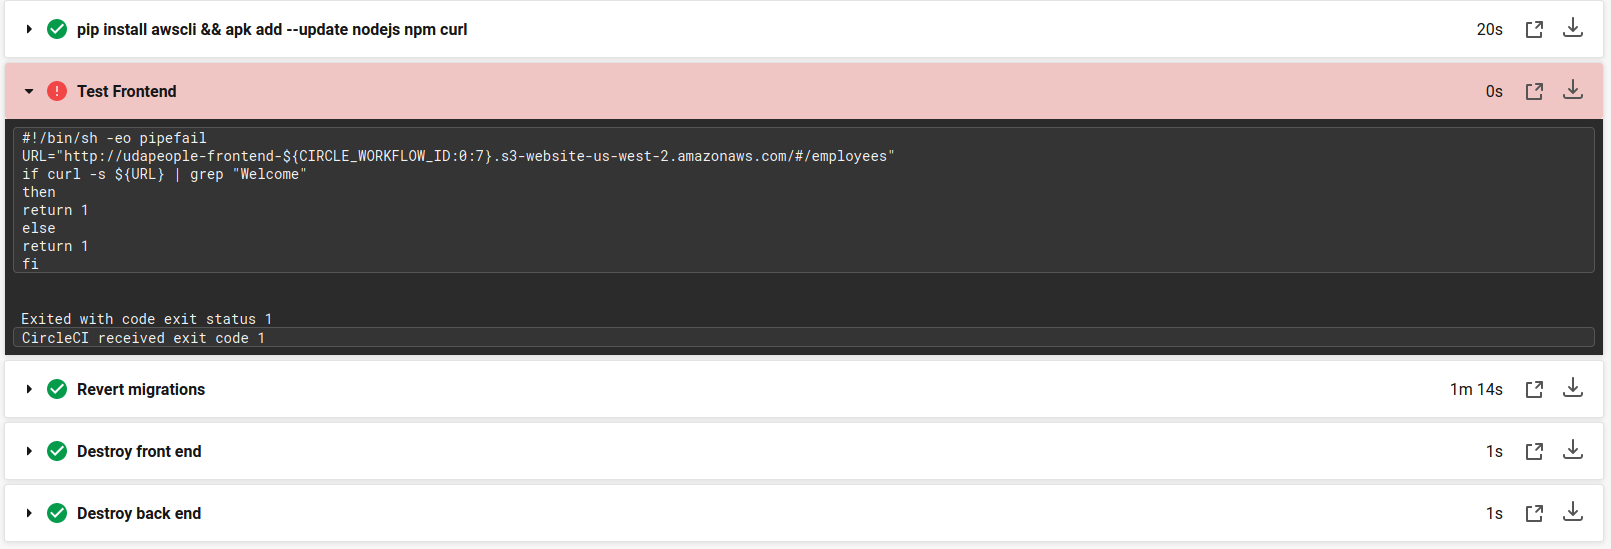 pip install awscli && apk add --update nodejs npm curl 20s
Test Frontend 0s
#!/bin/sh -eo pipefail
URL="http://udapeople-frontend-${CIRCLE_WORKFLOW_ID:0:7}.s3-website-us-west-2.amazonaws.com/#/employees"
if curl -s ${URL} | grep "Welcome"
then
return 1
else
return 1
fi
Exited with code exit status 1
CircleCI received exit code 1
Revert migrations 1m 14s
Destroy front end 1s
Destroy back end 1s